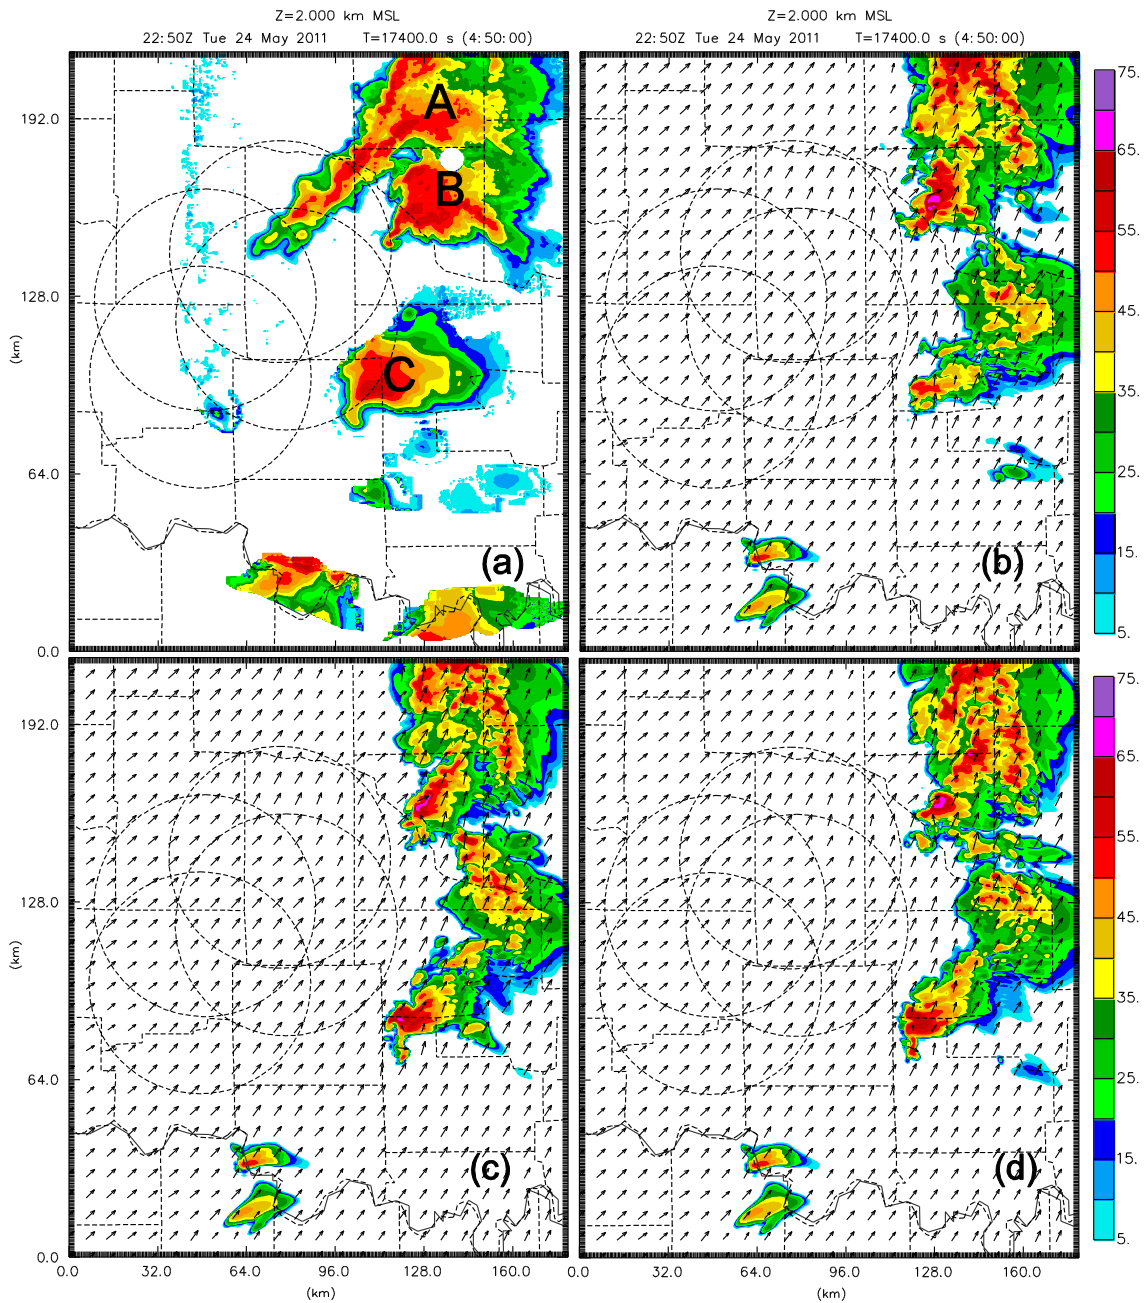 Z=2.000 km MSL
Z=2.000 km MSL
22:50Z Tue 24 May 2011 T=17400.0 s (4:50:00)
22:50Z Tue 24 May 2011 T=17400.0 s (4:50:00)
A
B
C
(a)
192.0
128.0
64.0
0.0
(km)
(b)
75.
65.
55.
45.
35.
25.
15.
5.
(c)
192.0
128.0
64.0
0.0
(km)
0.0 32.0 64.0 96.0 128.0 160.0
(km)
(d)
0.0 32.0 64.0 96.0 128.0 160.0
(km)
75.
65.
55.
45.
35.
25.
15.
5.